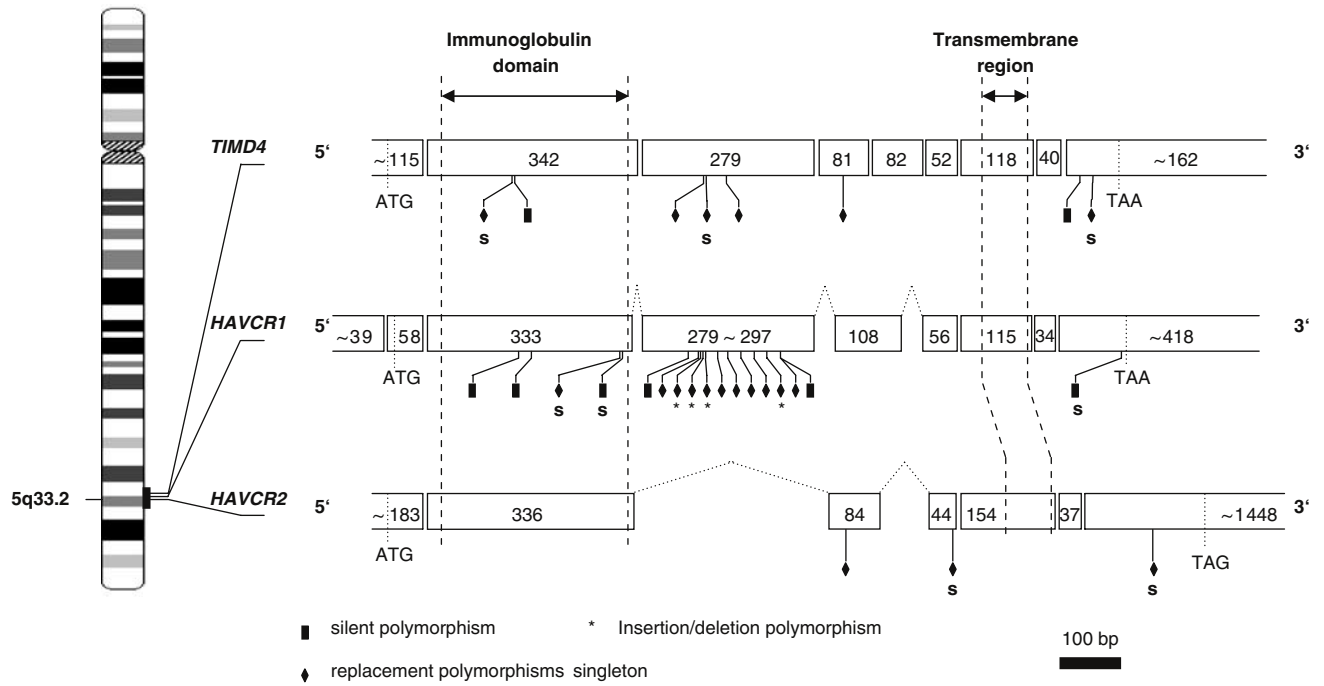 Immunoglobulin
domain
Transmembrane
region
TIMD4
5‘
~ 115
342
279
81
82
52
118
40
~162
3‘
ATG
TAA
s
s
s
HAVCR1
5‘
~39
58
333
279 ~ 297
108
56
115
34
~418
3‘
ATG
TAA
s
s
* * *
*
s
5q33.2
HAVCR2
5‘
~ 183
336
84
44
154
37
~1448
3‘
ATG
TAG
s
s
silent polymorphism
* Insertion/deletion polymorphism
100 bp
replacement polymorphisms singleton